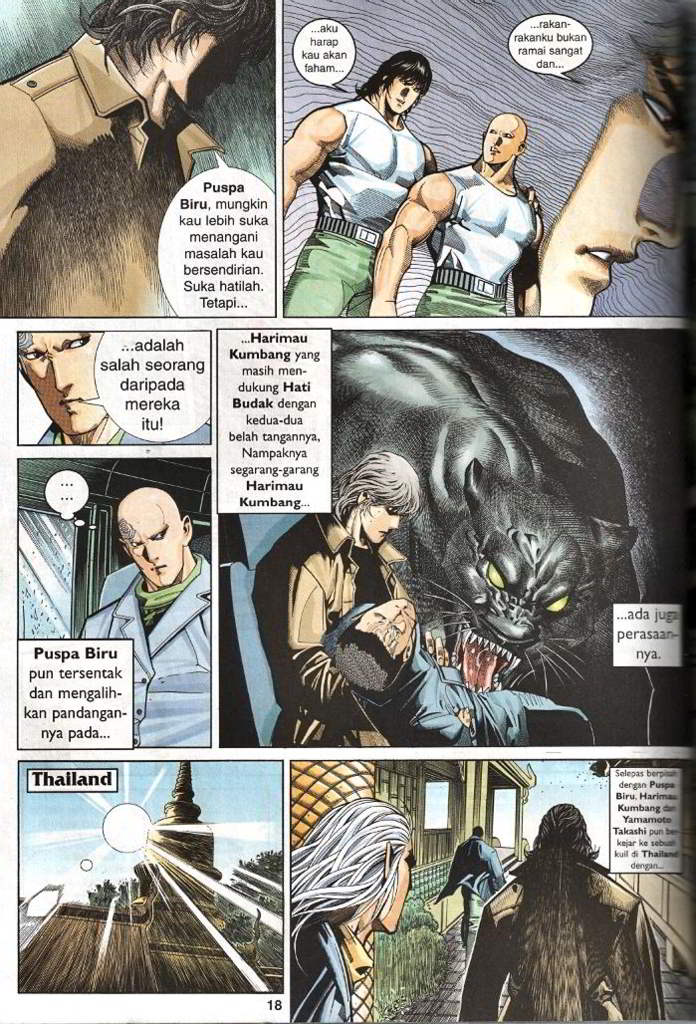 Puspa
Biru, mungkin
kau lebih suka
menangani
masalah kau
bersendirian.
Suka hatilah.
Tetapi...
...aku
harap
kau akan
faham...
...rakan-
rakanku bukan
ramai sangat
dan...
...adalah
salah seorang
daripada
mereka
itu!
...
...
Puspa Biru
pun tersentak
dan mengalih-
kan pandangan-
nya pada...
...Harimau
Kumbang yang
masih men-
dukung Hati
Budak dengan
kedua-dua
belah tangannya,
Nampaknya
segarang-garang
Harimau
Kumbang...
...ada juga
perasaan-
nya.
Thailand
Selepas berpisah
dengan Puspa
Biru, Harimau
Kumbang dan
Yamamoto
Takashi pun be-
kejar ke sebuah
kuil di Thailand
dengan...
18